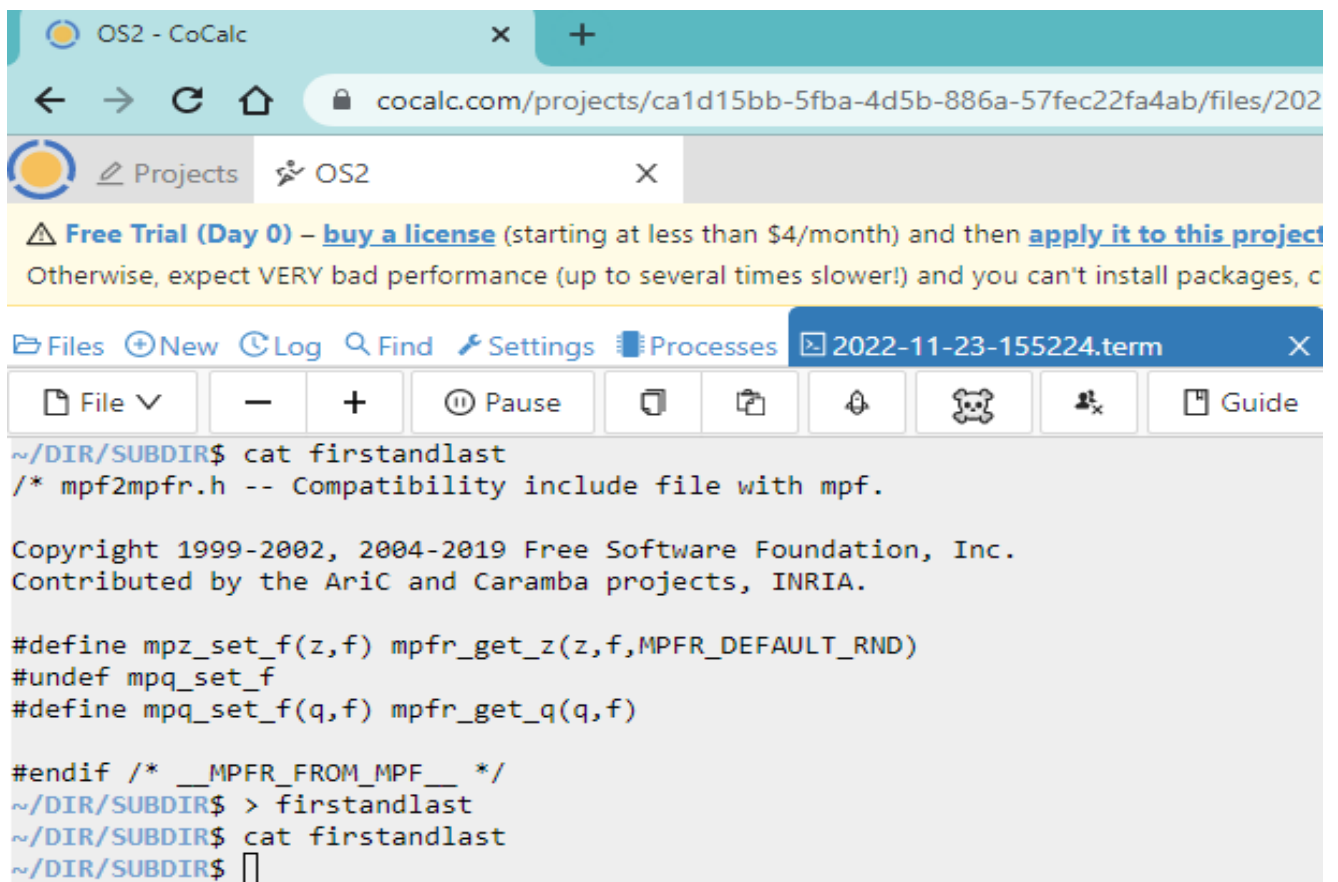 OS2 - CoCalc
cocalc.com/projects/ca1d15bb-5fba-4d5b-886a-57fec22fa4ab/files/202
Projects OS2
Free Trial (Day 0) – buy a license (starting at less than $4/month) and then apply it to this project
Otherwise, expect VERY bad performance (up to several times slower!) and you can't install packages, c
Files New Log Find Settings Processes 2022-11-23-155224.term
File Pause Guide
~/DIR/SUBDIR$ cat firstandlast
/* mpf2mpfr.h -- Compatibility include file with mpf.
Copyright 1999-2002, 2004-2019 Free Software Foundation, Inc.
Contributed by the AriC and Caramba projects, INRIA.
#define mpz_set_f(z,f) mpfr_get_z(z,f,MPFR_DEFAULT_RND)
#undef mpq_set_f
#define mpq_set_f(q,f) mpfr_get_q(q,f)
#endif /* __MPFR_FROM_MPF__ */
~/DIR/SUBDIR$ > firstandlast
~/DIR/SUBDIR$ cat firstandlast
~/DIR/SUBDIR$